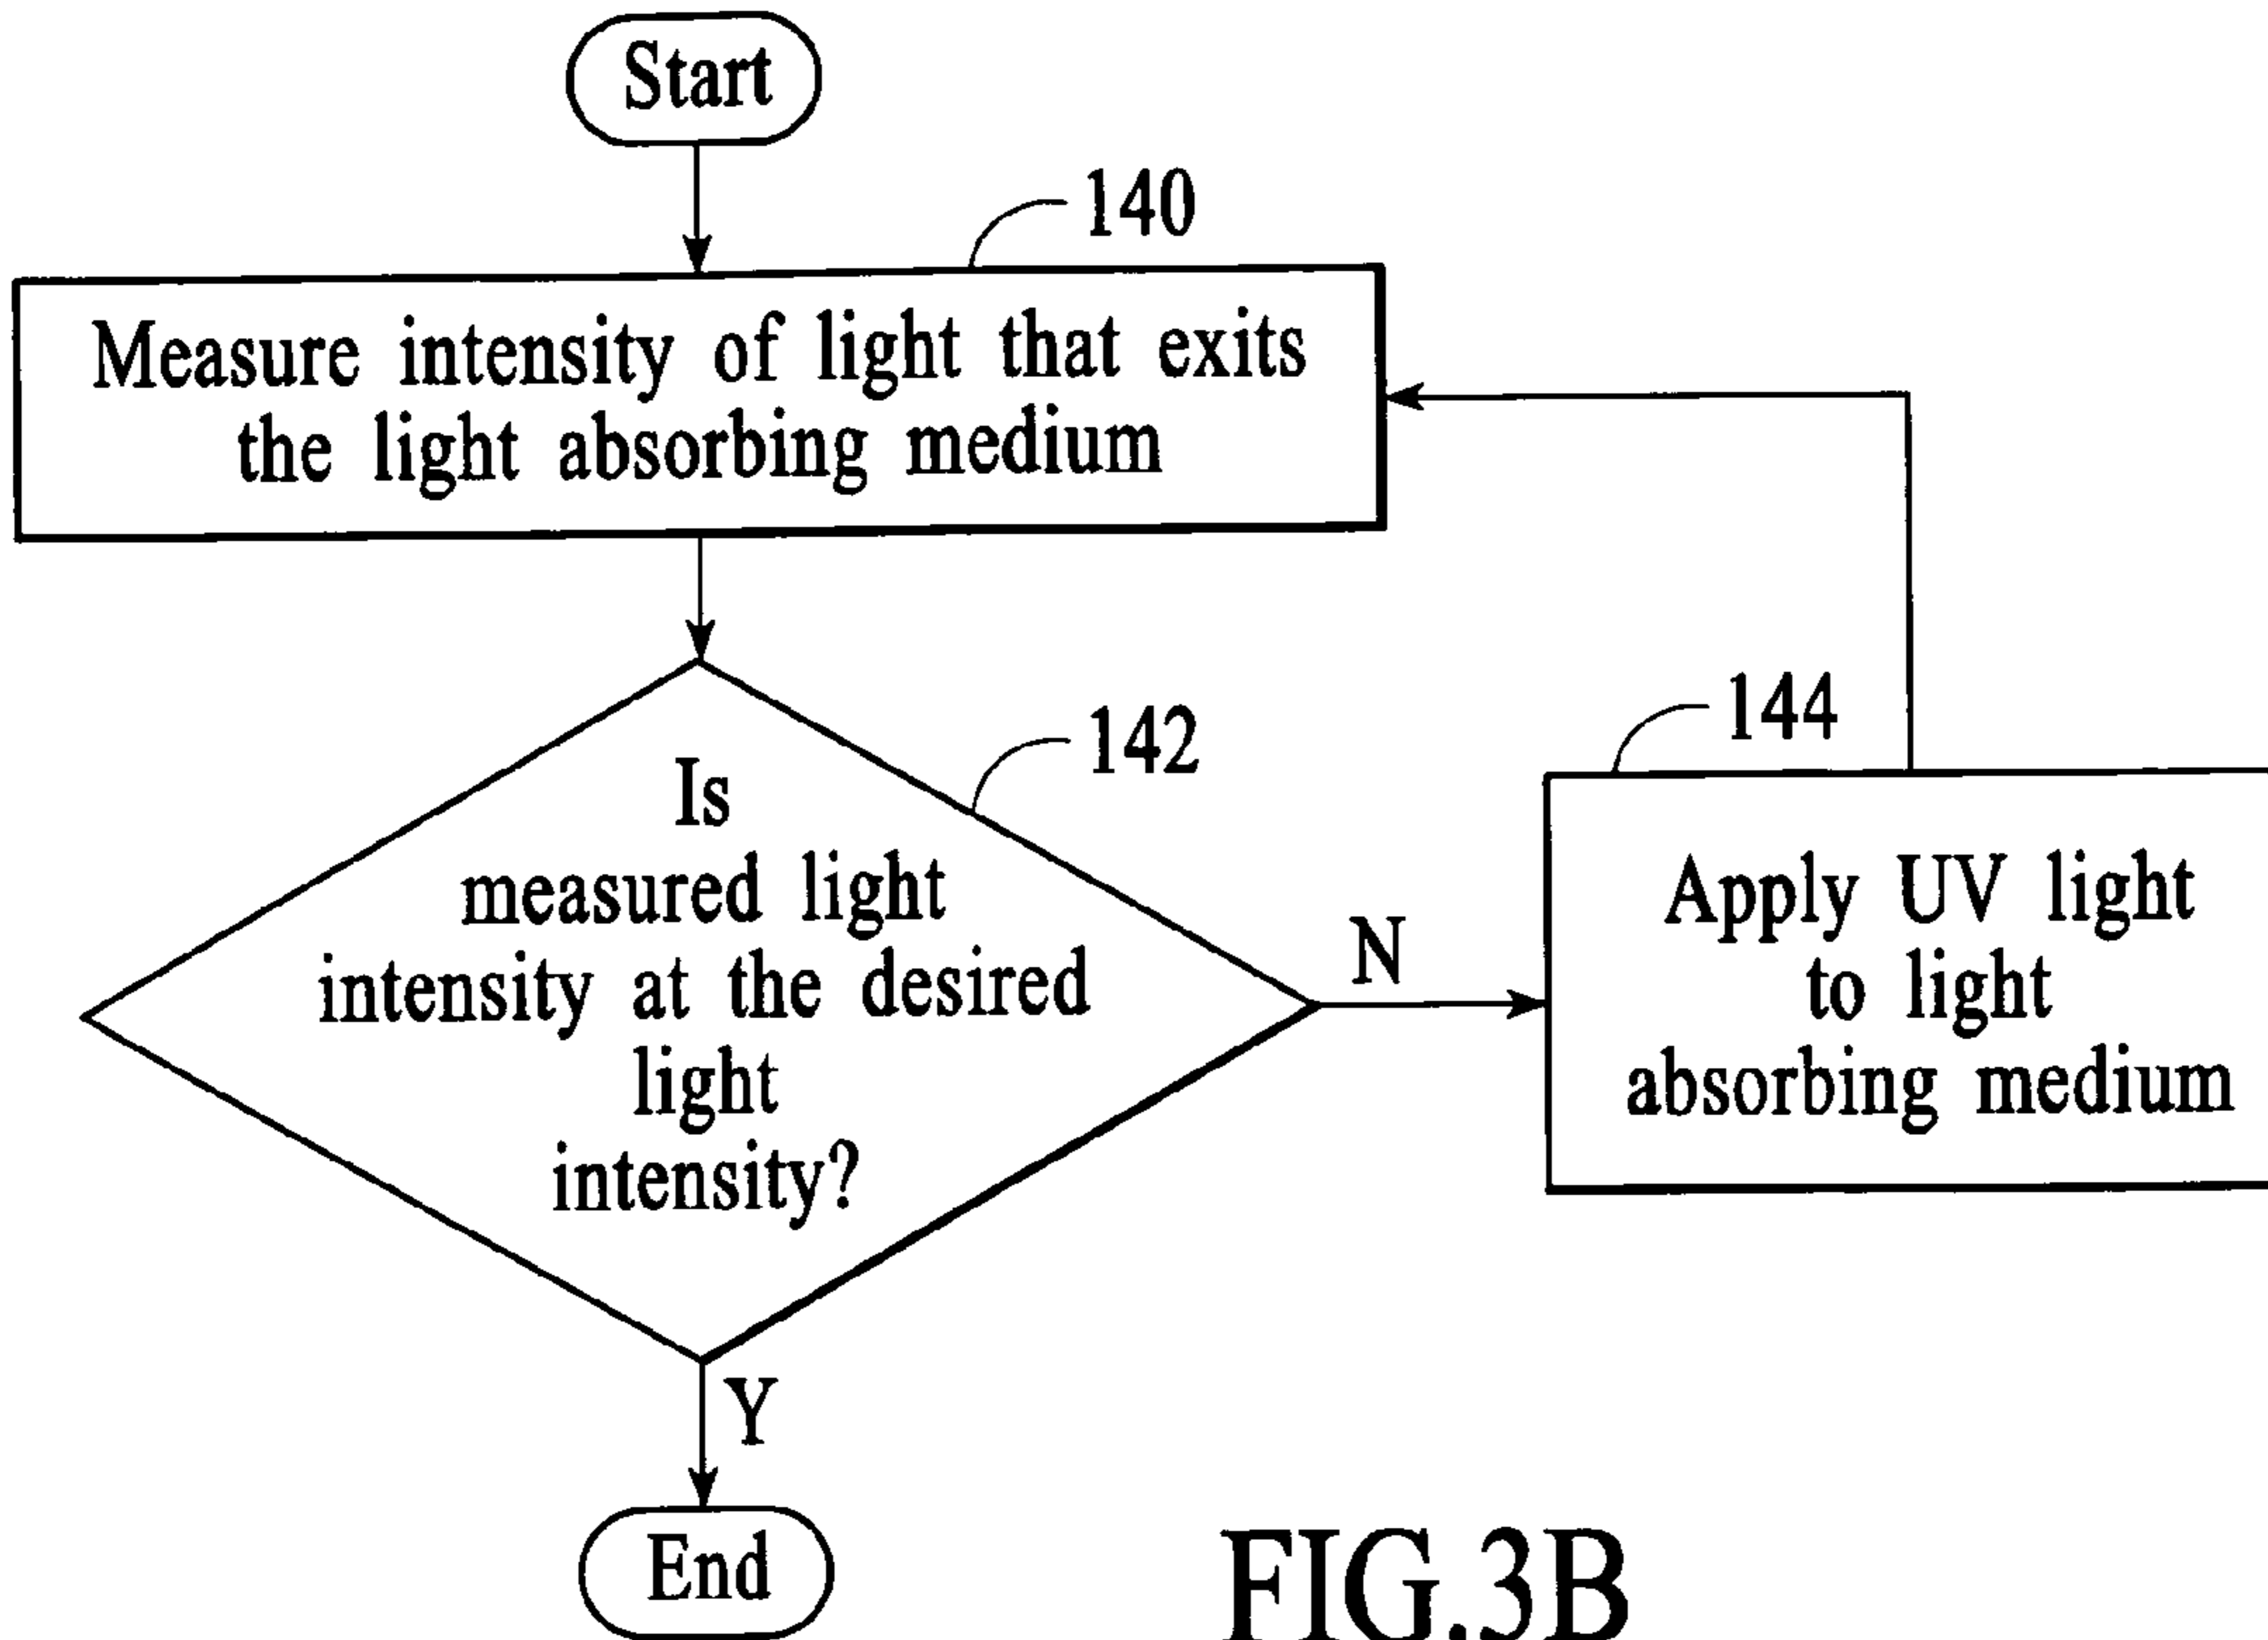 Start
140
Measure intensity of light that exits
the light absorbing medium
142
Is
measured light
intensity at the desired
light
intensity?
N
144
Apply UV light
to light
absorbing medium
Y
End
FIG.3B